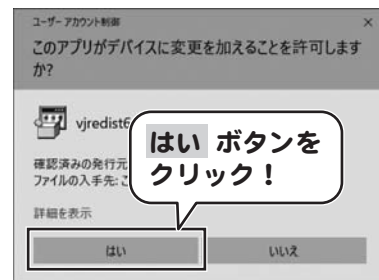 ユーザー アカウント制御
×
このアプリがデバイスに変更を加えることを許可します
か?
vjredist6
はい ボタンを
クリック!
確認済みの発行元
ファイルの入手先:
詳細を表示
はい
いいえ